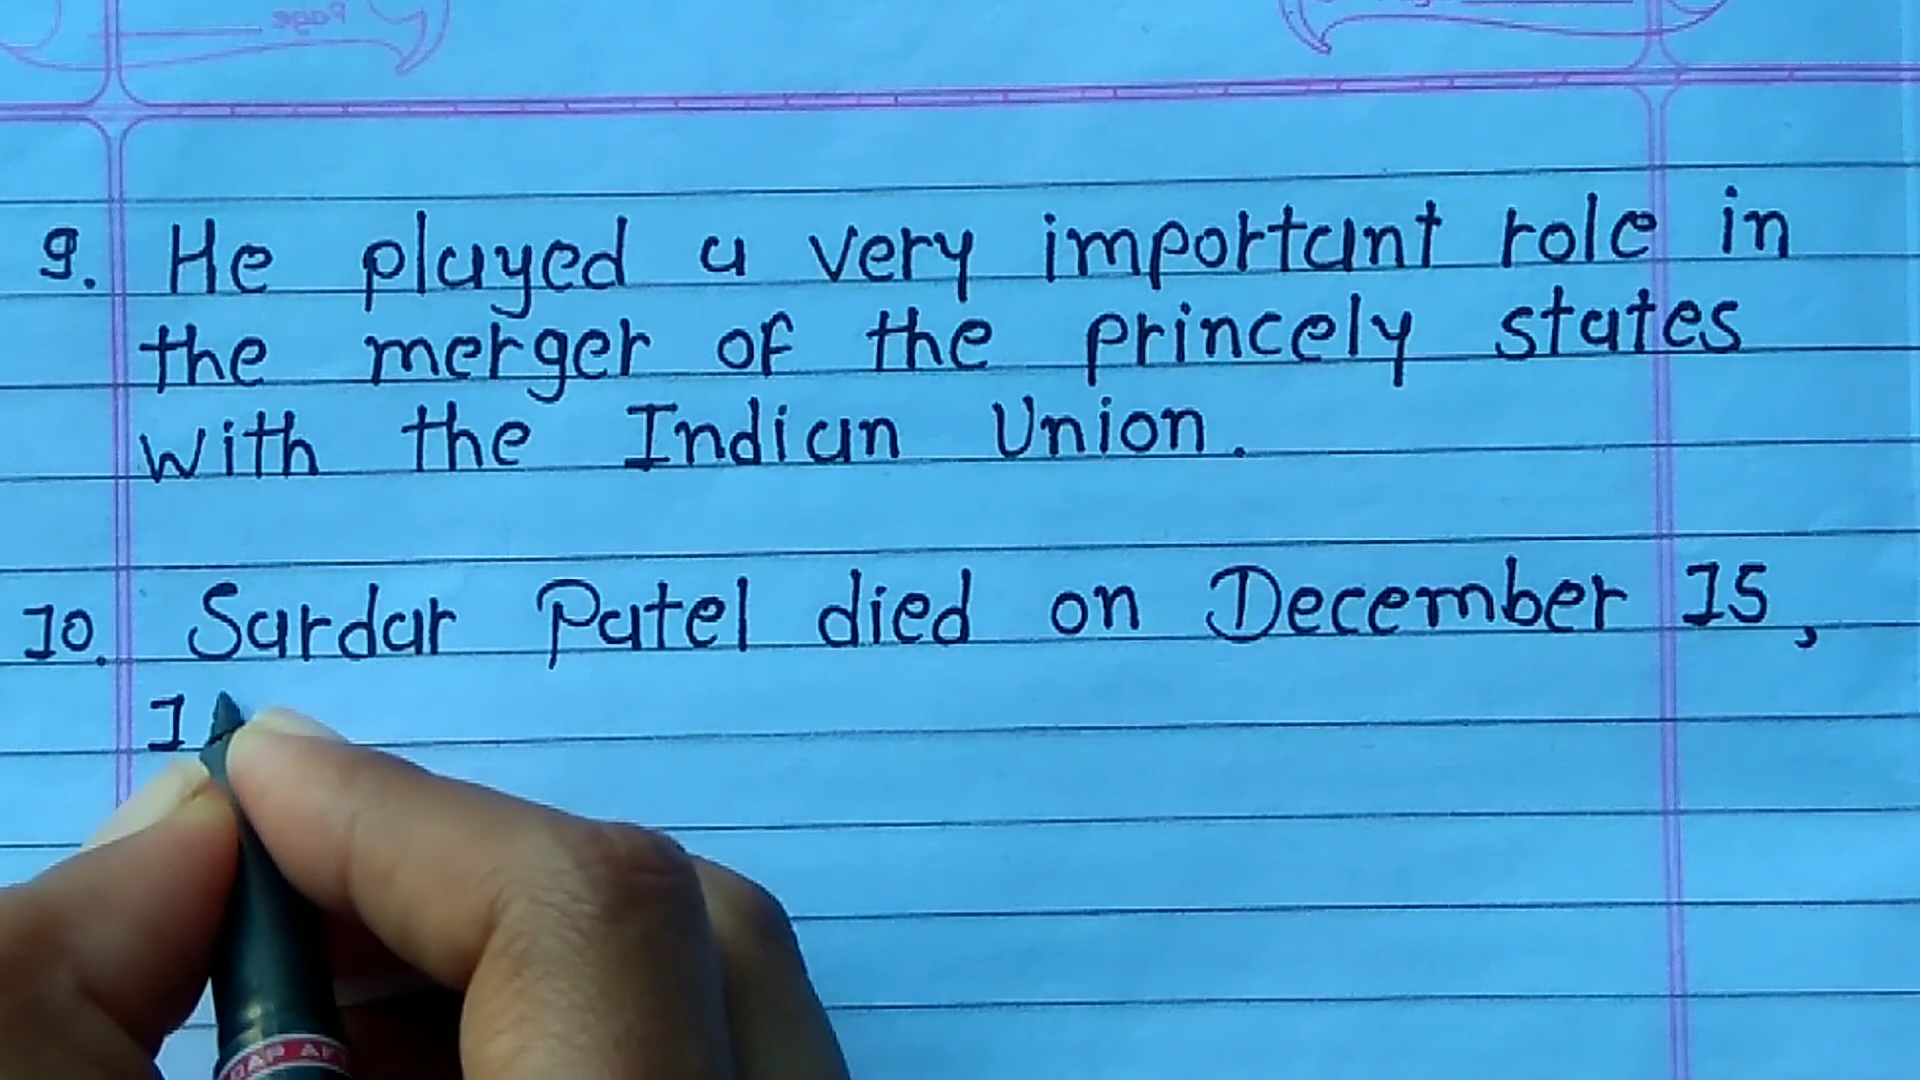 Page
9. He played a very important role in
the merger of the princely states
with the Indian Union.
10. Sardar Patel died on December 15,
1